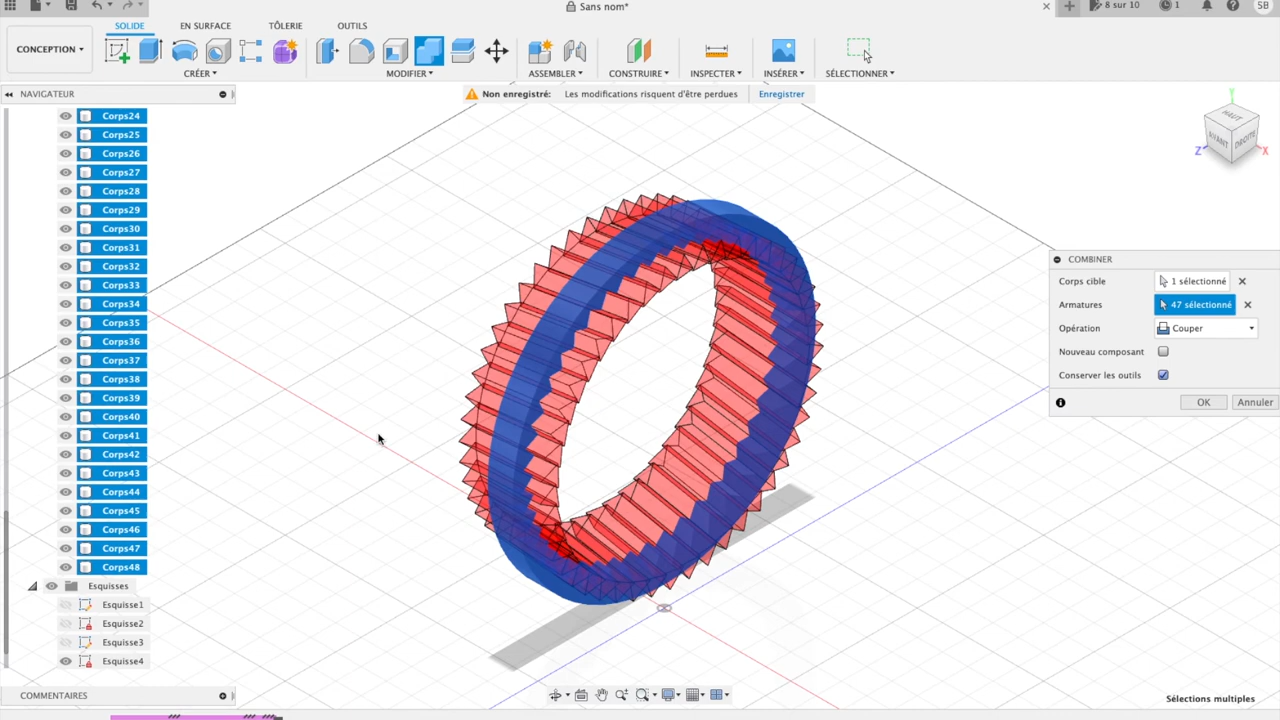 Sans nom*
8 sur 10
1
SB
CONCEPTION
SOLIDE
EN SURFACE
TÔLERIE
OUTILS
CRÉER
MODIFIER
ASSEMBLER
CONSTRUIRE
INSPECTER
INSÉRER
SÉLECTIONNER
NAVIGATEUR
Non enregistré: Les modifications risquent d'être perdues Enregistrer
Corps24
Corps25
Corps26
Corps27
Corps28
Corps29
Corps30
Corps31
Corps32
Corps33
Corps34
Corps35
Corps36
Corps37
Corps38
Corps39
Corps40
Corps41
Corps42
Corps43
Corps44
Corps45
Corps46
Corps47
Corps48
Esquisses
Esquisse1
Esquisse2
Esquisse3
Esquisse4
COMMENTAIRES
Y
HAUT
AVANT
DROITE
Z
X
COMBINER
Corps cible 1 sélectionné
Armatures 47 sélectionné
Opération Couper
Nouveau composant
Conserver les outils
OK Annuler
Sélections multiples